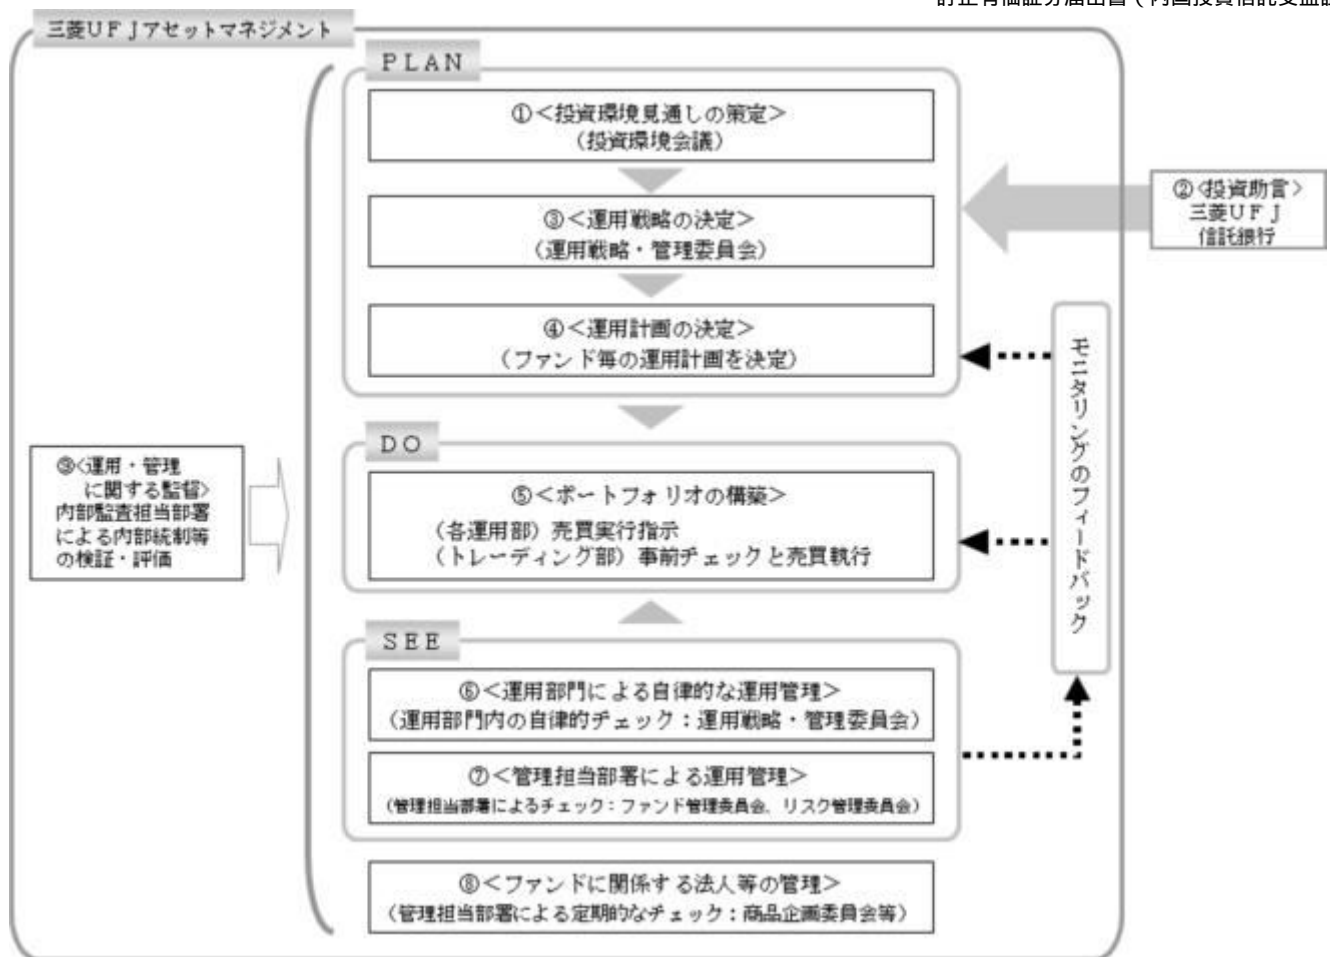 三菱UFJアセットマネジメント
PLAN
①<投資環境見通しの策定>
(投資環境会議)
②<投資助言>
三菱UFJ
信託銀行
③<運用戦略の決定>
(運用戦略・管理委員会)
④<運用計画の決定>
(ファンド毎の運用計画を決定)
モニタリングのフィードバック
DO
⑤<ポートフォリオの構築>
(各運用部)売買実行指示
(トレーディング部)事前チェックと売買執行
<運用・管理
に関する監督>
内部監査担当部署
による内部統制等
の検証・評価
SEE
⑥<運用部門による自律的な運用管理>
(運用部門内の自律的チェック:運用戦略・管理委員会)
⑦<管理担当部署による運用管理>
(管理担当部署によるチェック:ファンド管理委員会、リスク管理委員会)
⑧<ファンドに関係する法人等の管理>
(管理担当部署による定期的なチェック:商品企画委員会等)